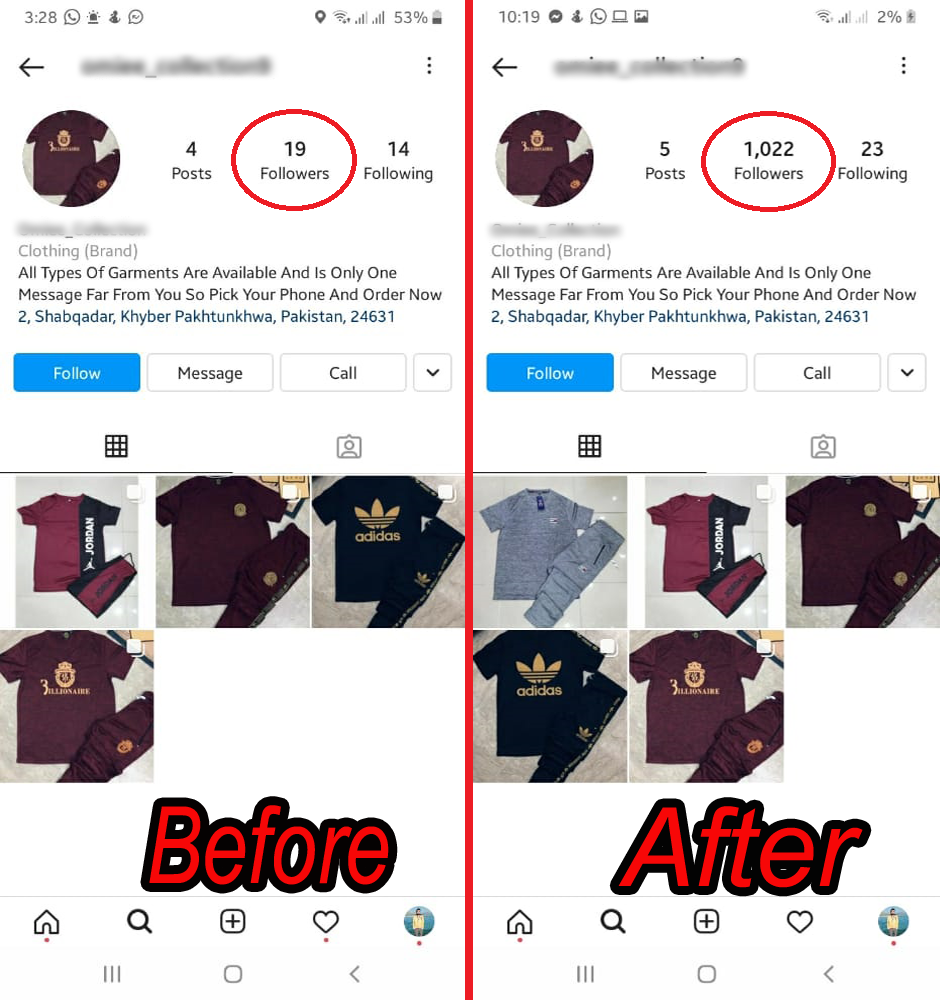 3:28
53%
4
Posts
19
Followers
14
Following
Clothing (Brand)
All Types Of Garments Are Available And Is Only One
Message Far From You So Pick Your Phone And Order Now
2, Shabqadar, Khyber Pakhtunkhwa, Pakistan, 24631
Follow
Message
Call
JORDAN
adidas
BILLIONAIRE
Before
10:19
2%
5
Posts
1,022
Followers
23
Following
Clothing (Brand)
All Types Of Garments Are Available And Is Only One
Message Far From You So Pick Your Phone And Order Now
2, Shabqadar, Khyber Pakhtunkhwa, Pakistan, 24631
Follow
Message
Call
JORDAN
adidas
BILLIONAIRE
After